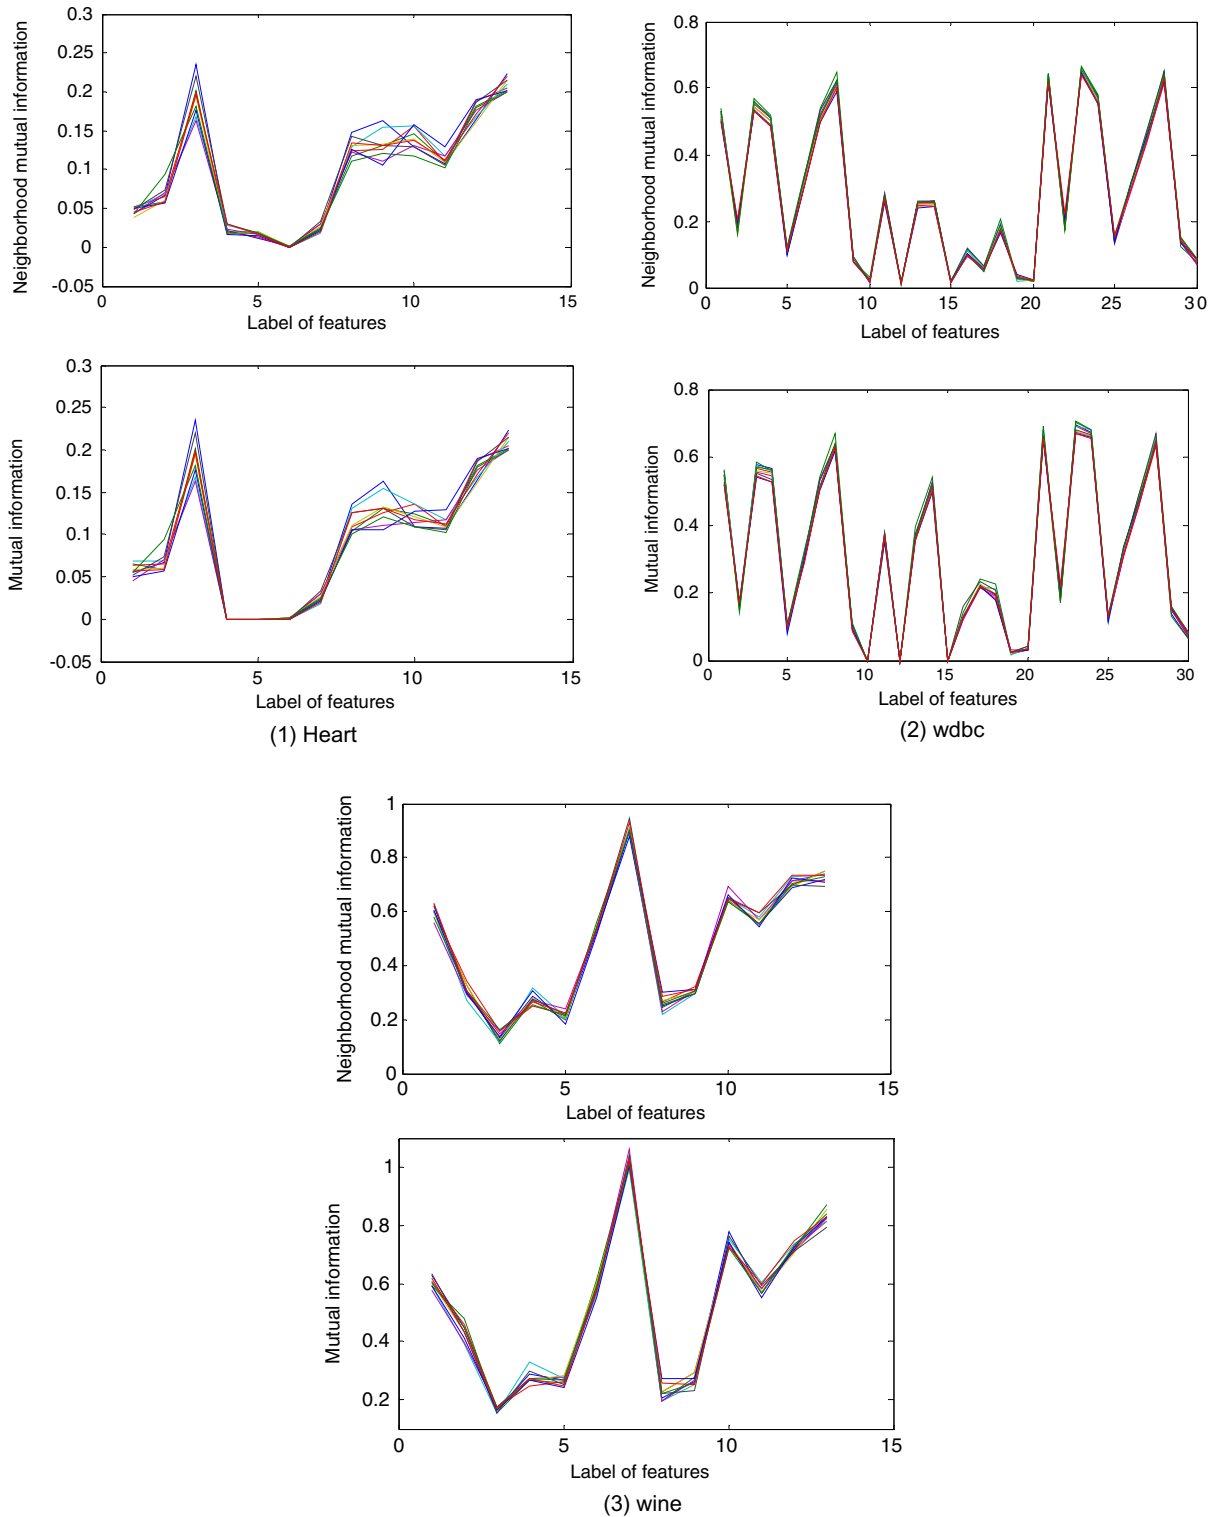 Neighborhood mutual information
0.3
0.25
0.2
0.15
0.1
0.05
0
-0.05
0 5 10 15
Label of features
Neighborhood mutual information
0.8
0.6
0.4
0.2
0
0 5 10 15 20 25 30
Label of features
Mutual information
0.3
0.25
0.2
0.15
0.1
0.05
0
-0.05
0 5 10 15
Label of features
(1) Heart
Mutual information
0.8
0.6
0.4
0.2
0
0 5 10 15 20 25 30
Label of features
(2) wdbc
Neighborhood mutual information
1
0.8
0.6
0.4
0.2
0
0 5 10 15
Label of features
Mutual information
1
0.8
0.6
0.4
0.2
0 5 10 15
Label of features
(3) wine